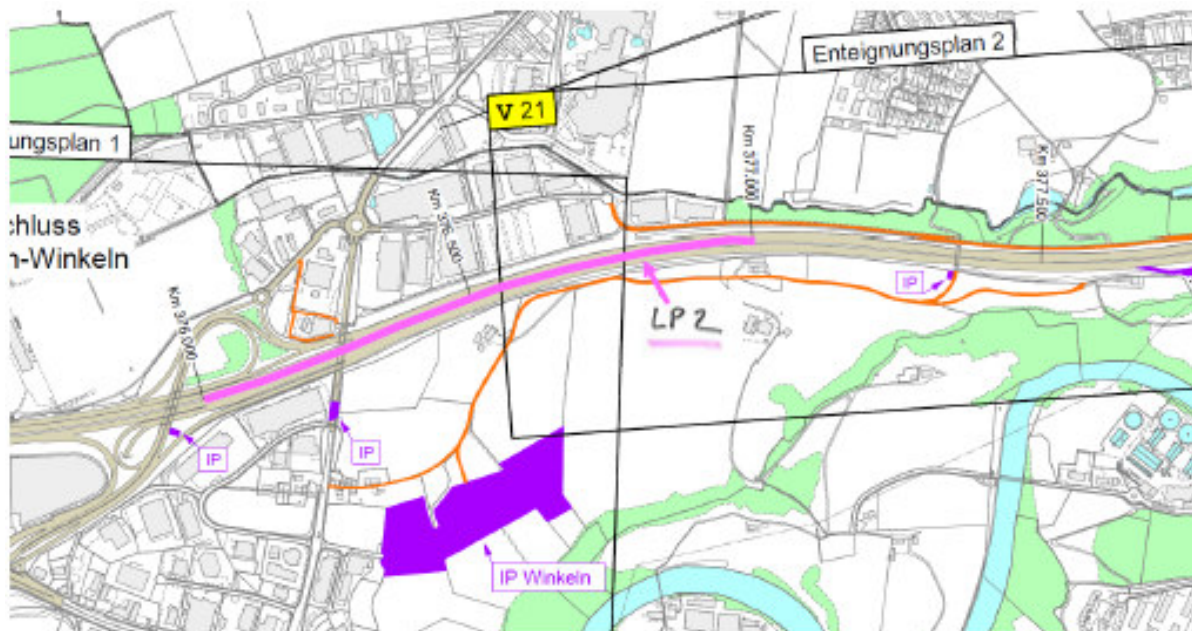 Enteignungsplan 2
V 21
ungsplan 1
Km 377.000
Km 377.500
chluss
n-Winkeln
Km 376.500
IP
LP 2
Km 376.000
IP
IP
IP Winkeln